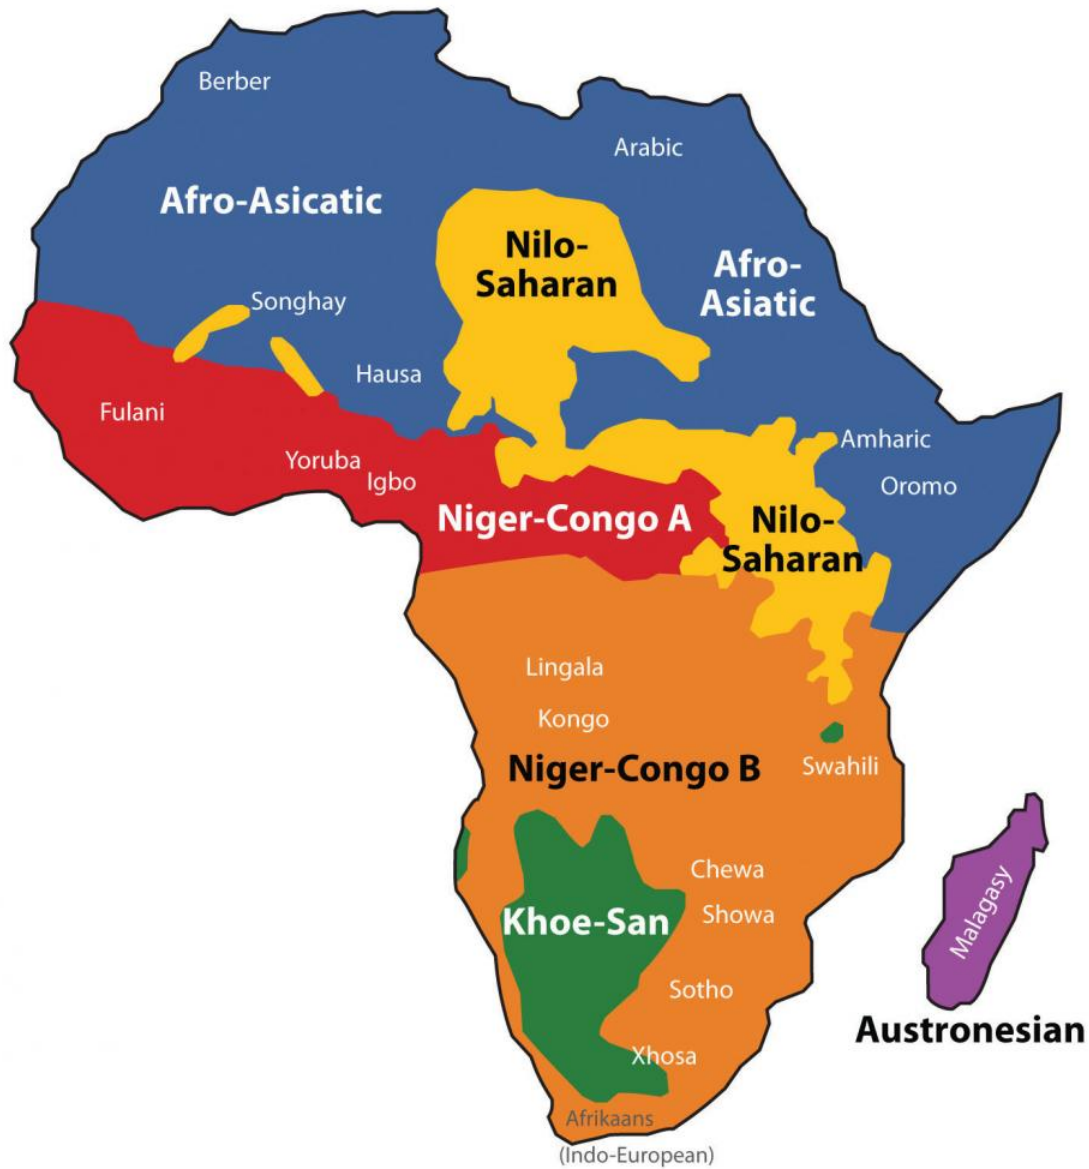 Berber
Arabic
Afro-Asicatic
Nilo-
Saharan
Afro-
Asiatic
Songhay
Hausa
Fulani
Yoruba
Igbo
Amharic
Oromo
Niger-Congo A
Nilo-
Saharan
Lingala
Kongo
Niger-Congo B
Swahili
Chewa
Showa
Khoe-San
Malagasy
Sotho
Austronesian
Xhosa
Afrikaans
(Indo-European)